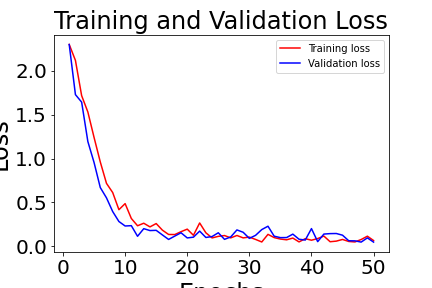 Training and Validation Loss
Training loss
Validation loss
2.0
1.5
1.0
0.5
0.0
Loss
0 10 20 30 40 50
Epochs